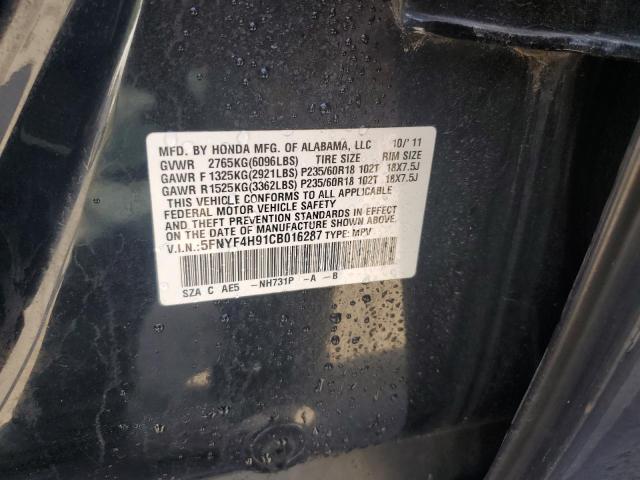 MFD. BY HONDA MFG. OF ALABAMA, LLC 10/'11
GVWR 2765KG(6096LBS) TIRE SIZE RIM SIZE
GAWR F 1325KG(2921LBS) P235/60R18 102T 18X7.5J
GAWR R 1525KG(3362LBS) P235/60R18 102T 18X7.5J
THIS VEHICLE CONFORMS TO ALL APPLICABLE
FEDERAL MOTOR VEHICLE SAFETY
AND THEFT PREVENTION STANDARDS IN EFFECT
ON THE DATE OF MANUFACTURE SHOWN ABOVE.
V.I.N.:5FNYF4H91CB016287 TYPE:MPV
SZA C AE5 -NH731P -A -B